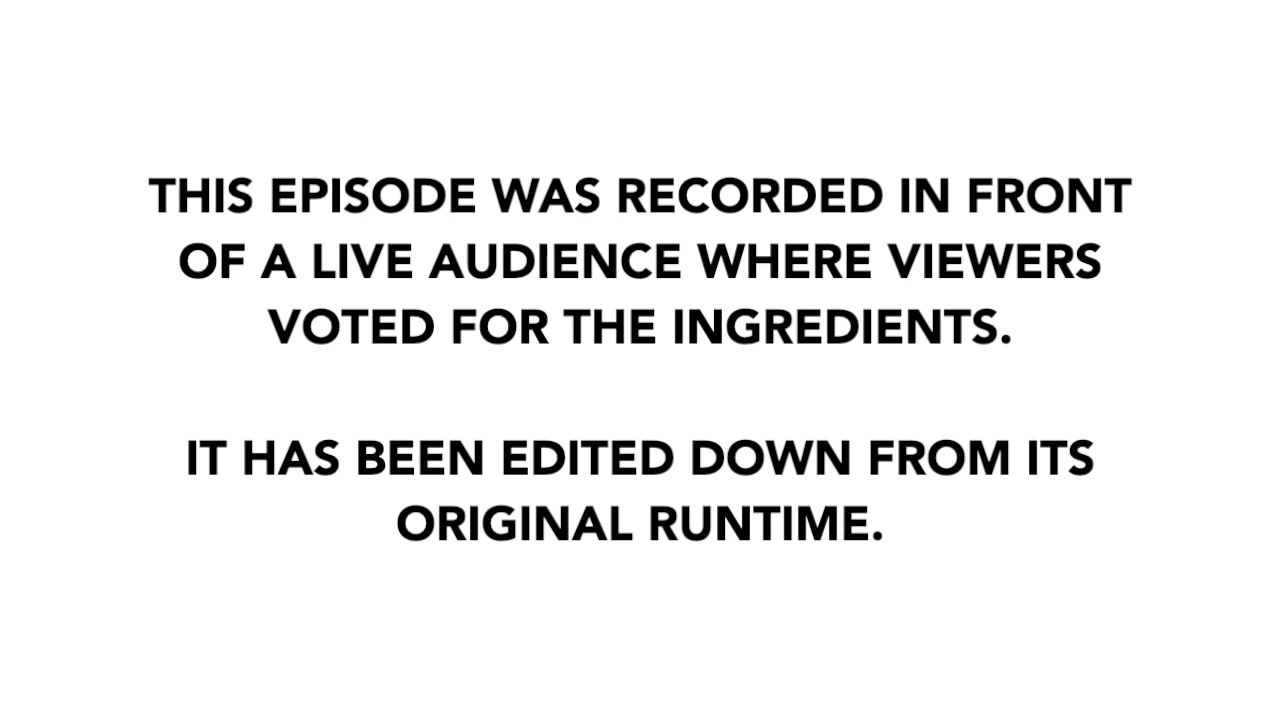 THIS EPISODE WAS RECORDED IN FRONT
OF A LIVE AUDIENCE WHERE VIEWERS
VOTED FOR THE INGREDIENTS.
IT HAS BEEN EDITED DOWN FROM ITS
ORIGINAL RUNTIME.